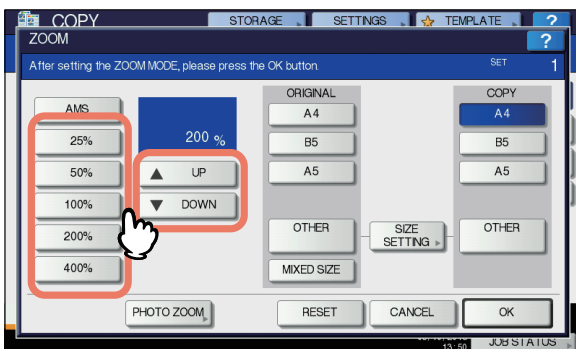 COPY
STORAGE SETTINGS TEMPLATE ?
ZOOM ?
After setting the ZOOM MODE, please press the OK button. SET 1
ORIGINAL COPY
AMS A4 A4
25% 200 % B5 B5
50% ▲ UP A5 A5
100% ▼ DOWN
200% OTHER SIZE SETTING OTHER
400% MIXED SIZE
PHOTO ZOOM RESET CANCEL OK
13:50 JOB STATUS